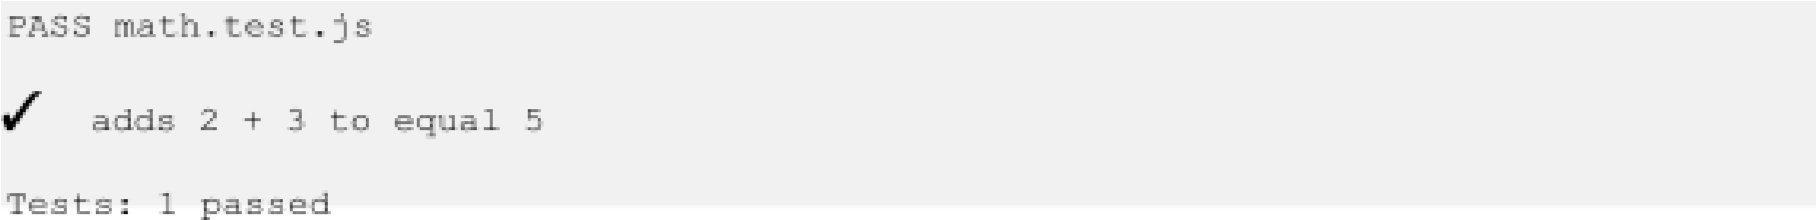 PASS math.test.js
✓ adds 2 + 3 to equal 5
Tests: 1 passed